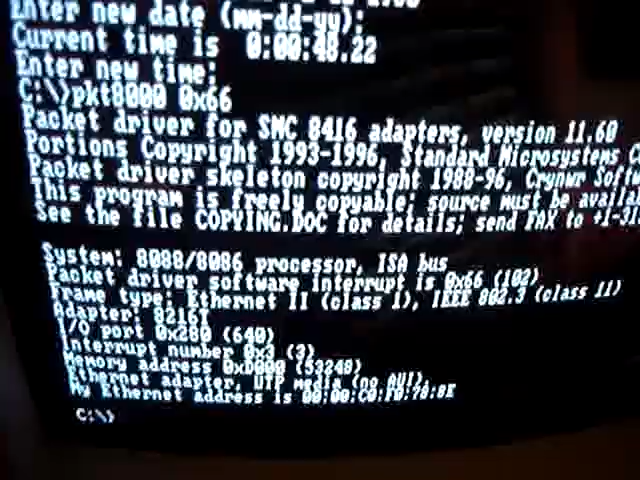 Enter new date (mm-dd-yy):
Current time is 0:00:48.22
Enter new time:
C:\>pkt8000 0x66
Packet driver for SMC 8416 adapters, version 11.60
Portions Copyright 1993-1996, Standard Microsystems C
Packet driver skeleton copyright 1988-96, Crynwr Softw
This program is freely copyable; source must be availa
See the file COPYING.DOC for details; send FAX to +1-31
System: 8088/8086 processor, ISA bus
Packet driver software interrupt is 0x66 (102)
Frame type: Ethernet II (class 1), IEEE 802.3 (class 11)
Adapter: 8216T
I/O port 0x280 (640)
Interrupt number 0x3 (3)
Memory address 0xD000 (53248)
Ethernet adapter, UTP media (no AUI).
My Ethernet address is
C:\>